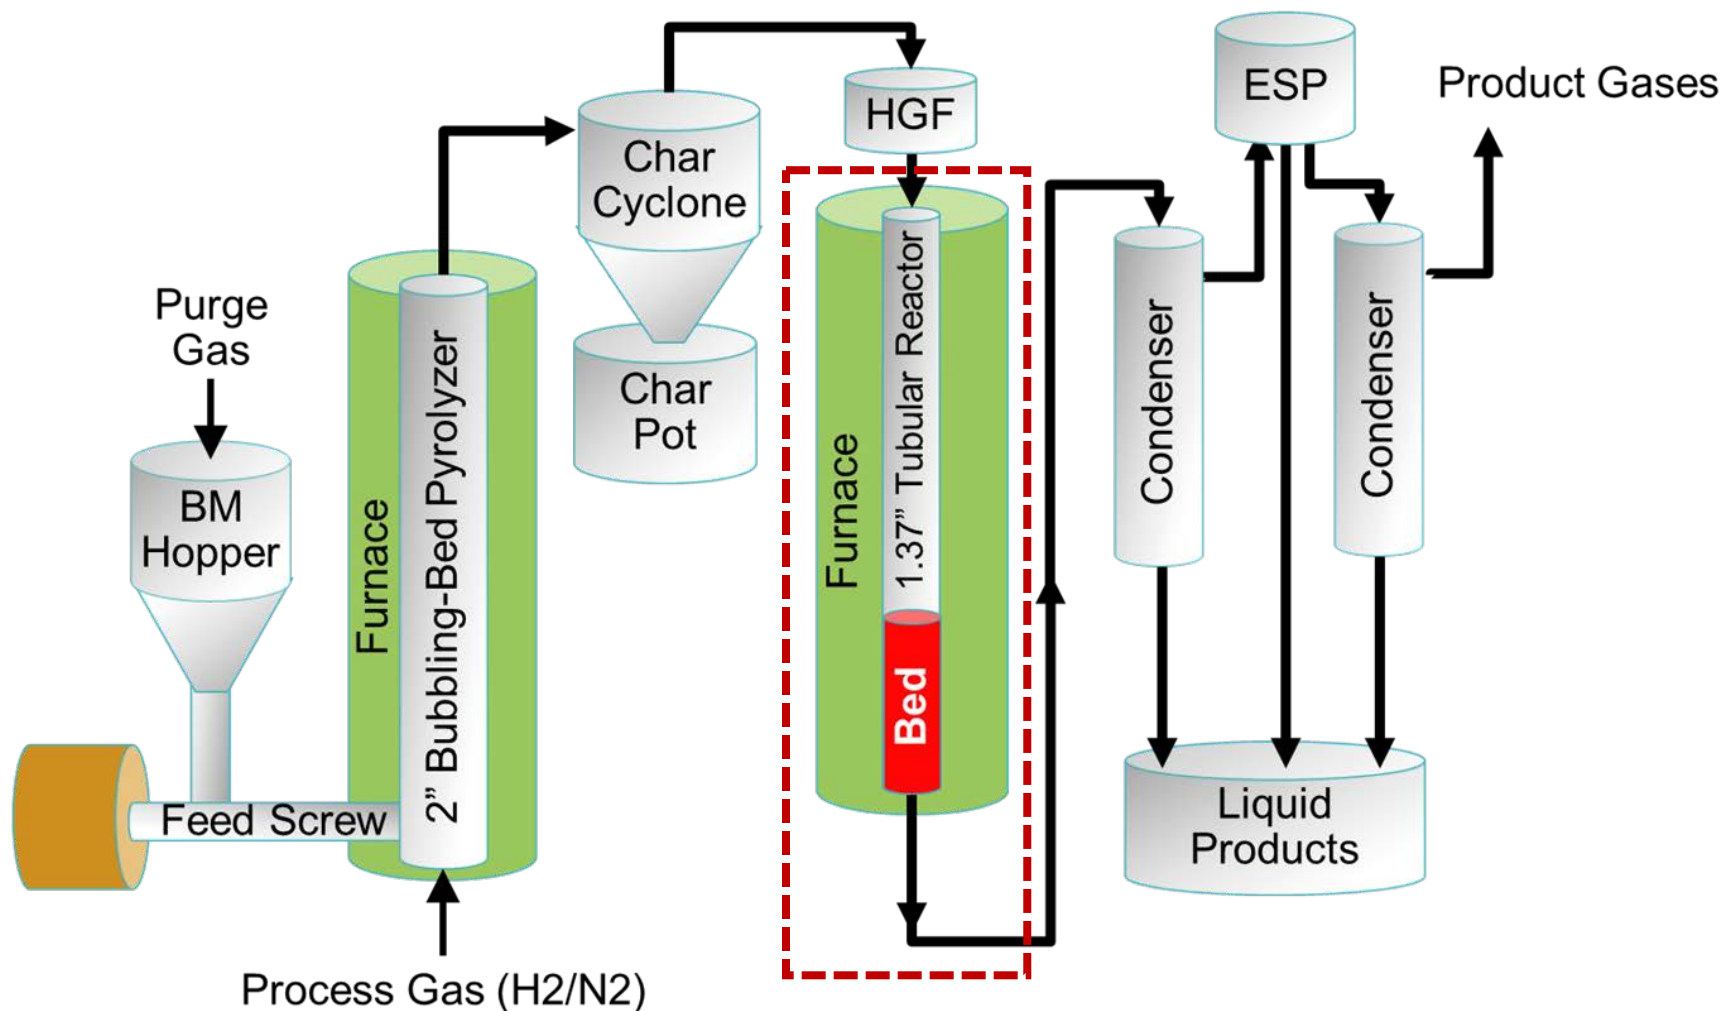 Purge
Gas
BM
Hopper
Feed Screw
Furnace
2” Bubbling-Bed Pyrolyzer
Process Gas (H2/N2)
Char
Cyclone
Char
Pot
HGF
Furnace
1.37” Tubular Reactor
Bed
Condenser
ESP
Condenser
Product Gases
Liquid
Products